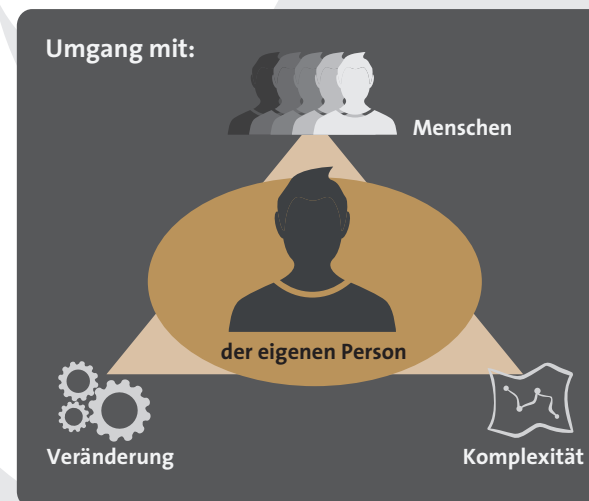 Umgang mit:
Menschen
der eigenen Person
Veränderung
Komplexität